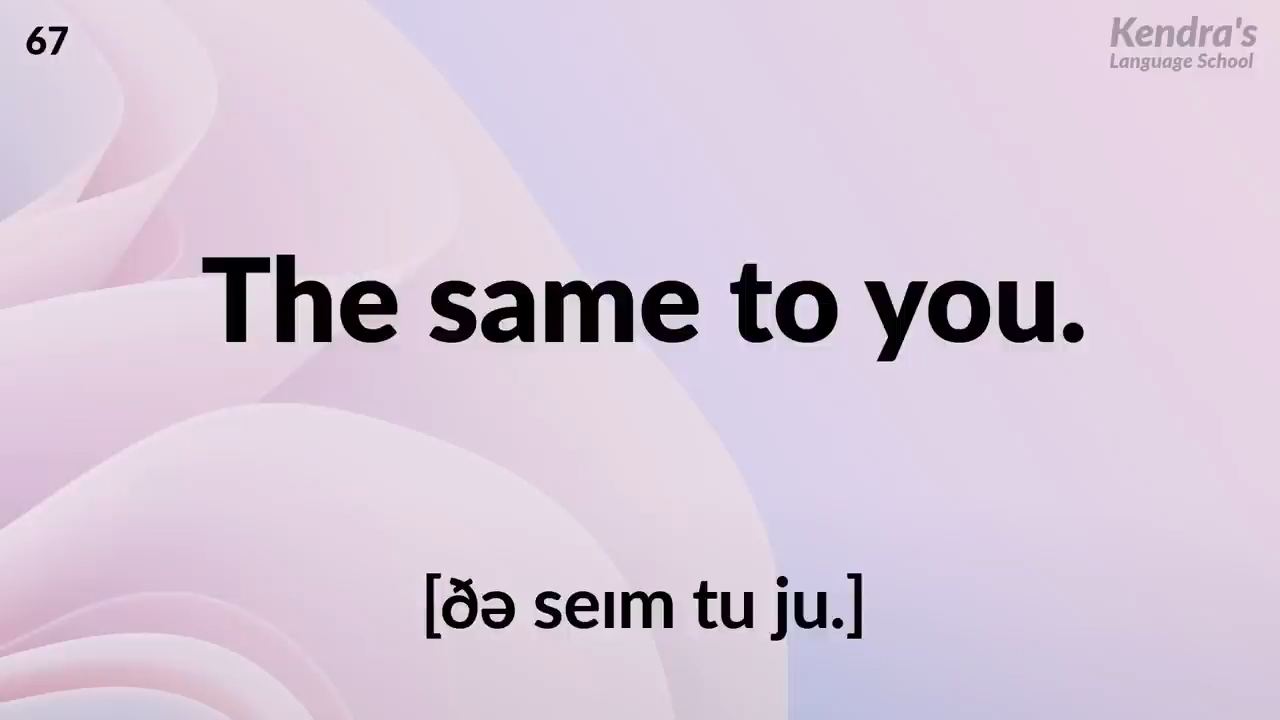 67
Kendra's
Language School
The same to you.
[ðə seɪm tu ju.]